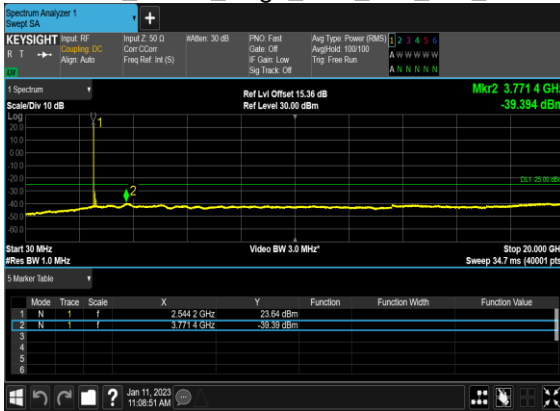 Spectrum Analyzer 1
Swept SA
+
KEYSIGHT Input: RF Input Z: 50 Ω #Atten: 30 dB PNO: Fast Avg Type: Power (RMS) 1 2 3 4 5 6
R T Coupling: DC Corr CCorr Gate: Off Avg|Hold: 100/100 A W W W W W
Align: Auto Freq Ref: Int (S) IF Gain: Low Trig: Free Run
Sig Track: Off A N N N N N
1 Spectrum Ref Lvl Offset 15.36 dB Mkr2 3.771 4 GHz
Scale/Div 10 dB Ref Level 30.00 dBm -39.394 dBm
Log
20.0
10.0
0.00
-10.0
-20.0
-30.0
-40.0
-50.0
-60.0
1
2
Start 30 MHz Video BW 3.0 MHz* Stop 20.000 GH
#Res BW 1.0 MHz Sweep 34.7 ms (40001 pts
5 Marker Table
Mode Trace Scale X Y Function Function Width Function Value
1 N 1 f 2.544 2 GHz 23.64 dBm
2 N 1 f 3.771 4 GHz -39.39 dBm
3
4
5
6
? Jan 11, 2023
11:08:51 AM